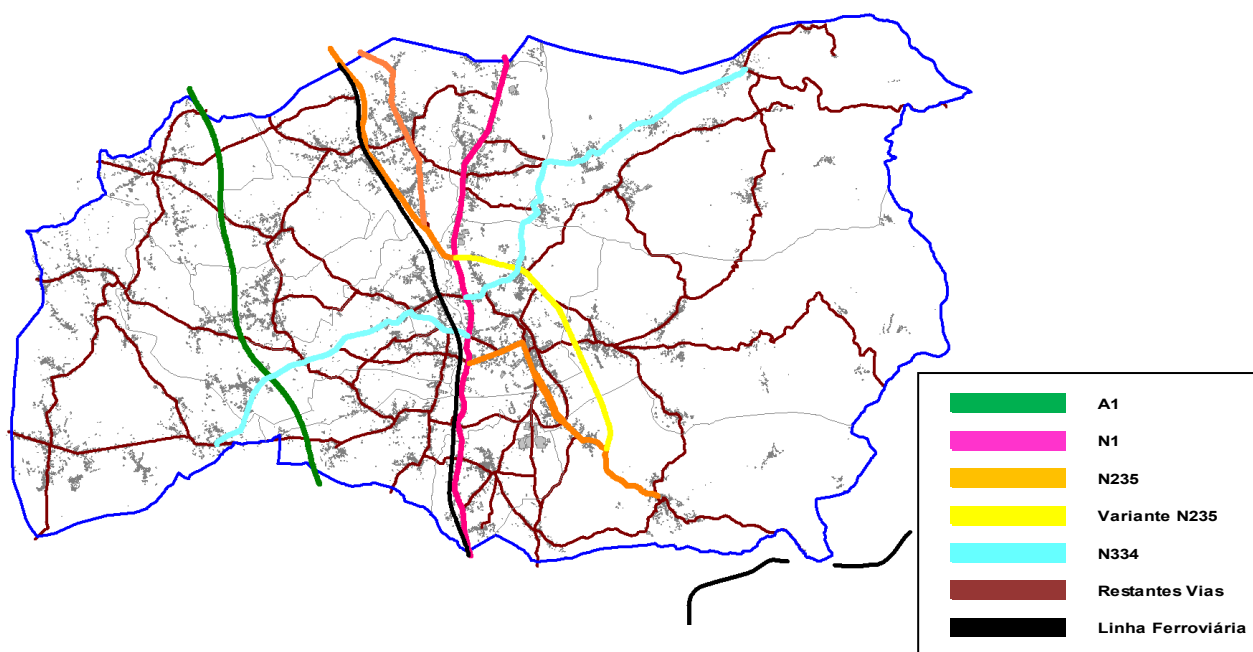 A1
N1
N235
Variante N235
N334
Restantes Vias
Linha Ferroviária